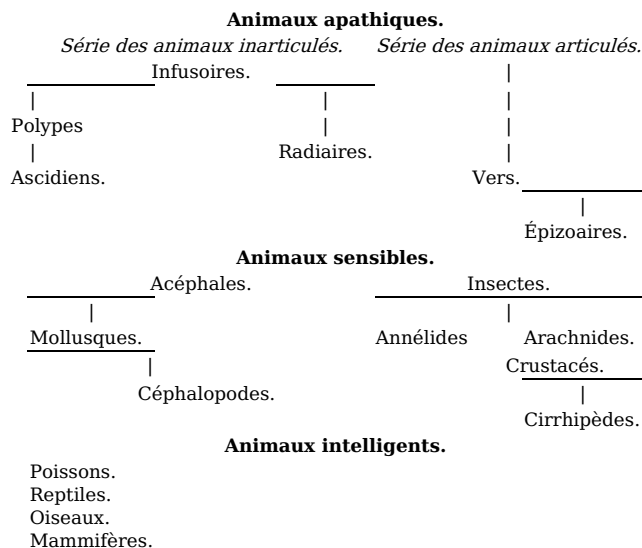 Animaux apathiques.
Série des animaux inarticulés. Série des animaux articulés.
Infusoires. |
| | |
Polypes | |
| Radiaires. |
Ascidiens. Vers.
|
Épizoaires.
Animaux sensibles.
Acéphales. Insectes.
| |
Mollusques. Annélides Arachnides.
| Crustacés.
Céphalopodes. |
Cirrhipèdes.
Animaux intelligents.
Poissons.
Reptiles.
Oiseaux.
Mammifères.